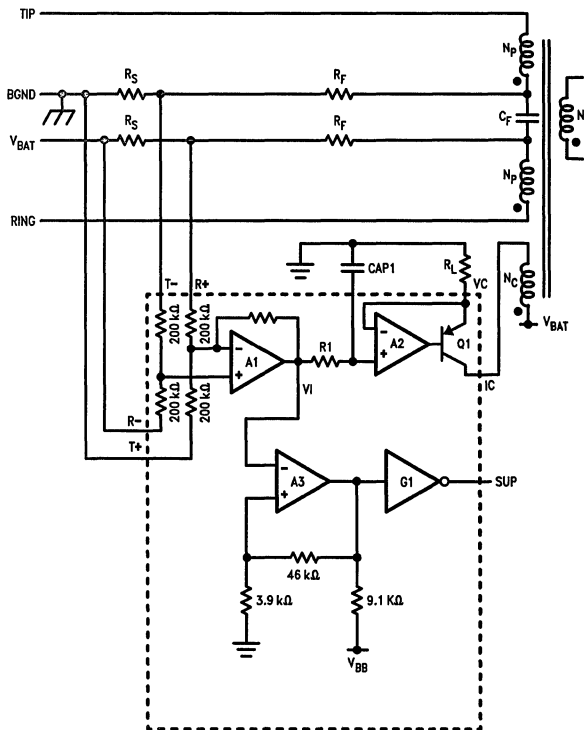 TIP
N_P
R_S
R_F
BGND
C_F
N
V_BAT
R_S
R_F
N_P
RING
CAP1
R_L
N_C
T−
R+
VC
V_BAT
200 kΩ
200 kΩ
−
A1
+
R1
−
A2
+
Q1
VI
IC
200 kΩ
200 kΩ
R−
T+
−
A3
+
G1
SUP
46 kΩ
3.9 kΩ
9.1 KΩ
V_BB